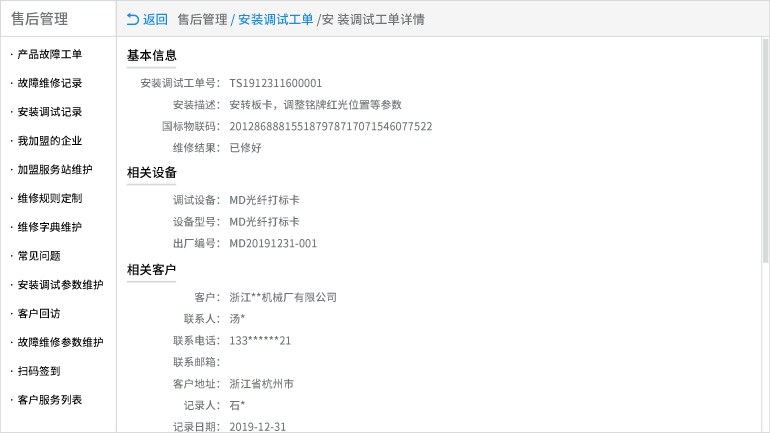 售后管理
返回 售后管理 / 安装调试工单 /安 装调试工单详情
· 产品故障工单
· 故障维修记录
· 安装调试记录
· 我加盟的企业
· 加盟服务站维护
· 维修规则定制
· 维修字典维护
· 常见问题
· 安装调试参数维护
· 客户回访
· 故障维修参数维护
· 扫码签到
· 客户服务列表
基本信息
安装调试工单号： TS1912311600001
安装描述： 安转板卡，调整铭牌红光位置等参数
国标物联码： 20128688815518797871707154607​7522
维修结果： 已修好
相关设备
调试设备： MD光纤打标卡
设备型号： MD光纤打标卡
出厂编号： MD20191231-001
相关客户
客户： 浙江**机械厂有限公司
联系人： 汤*
联系电话： 133******21
联系邮箱：
客户地址： 浙江省杭州市
记录人： 石*
记录日期： 2019-12-31